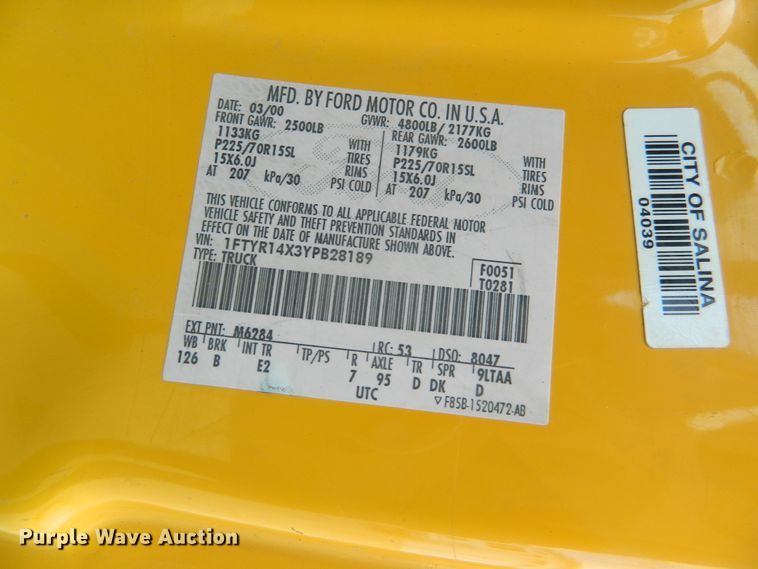 MFD. BY FORD MOTOR CO. IN U.S.A.
DATE: 03/00 GVWR: 4800LB/2177KG
FRONT GAWR: 2500LB REAR GAWR: 2600LB
1133KG WITH 1179KG WITH
P225/70R15SL TIRES P225/70R15SL TIRES
15X6.0J RIMS 15X6.0J RIMS
AT 207 kPa/30 PSI COLD AT 207 kPa/30 PSI COLD
THIS VEHICLE CONFORMS TO ALL APPLICABLE FEDERAL MOTOR
VEHICLE SAFETY AND THEFT PREVENTION STANDARDS IN
EFFECT ON THE DATE OF MANUFACTURE SHOWN ABOVE.
VIN: 1FTYR14X3YPB28189 F0051
TYPE: TRUCK T0281
EXT PNT: M6284 RC: 53 DSO: 8047
WB BRK INT TR TP/PS R AXLE TR SPR 9LTAA
126 B E2 7 95 D DK D
UTC ▽F85B-1520472-AB
CITY OF SALINA
04039
Purple Wave Auction